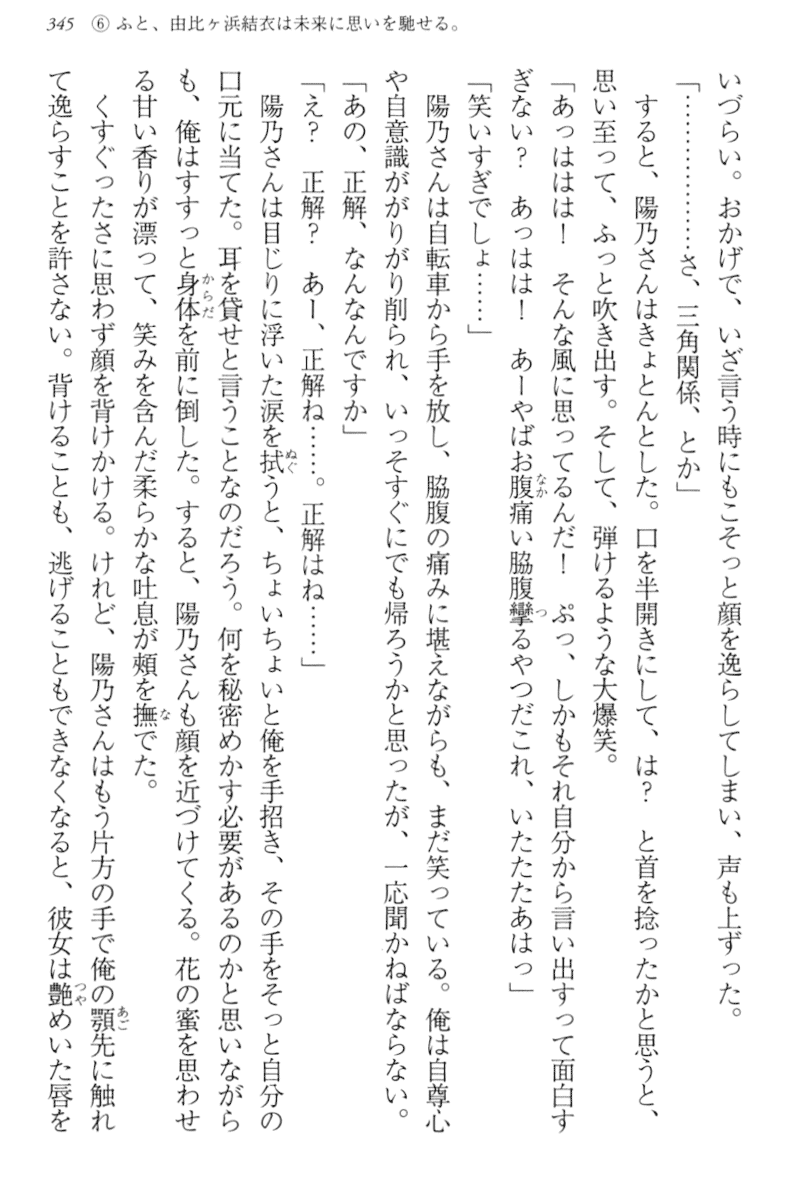 345 ⑥ ふと、由比ヶ浜結衣は未来に思いを馳せる。
いづらい。おかげで、いざ言う時にもこそっと顔を逸らしてしまい、声も上ずった。
「………………さ、三角関係、とか」
すると、陽乃さんはきょとんとした。口を半開きにして、は？　と首を捻ったかと思うと、
思い至って、ふっと吹き出す。そして、弾けるような大爆笑。
「あっははは！　そんな風に思ってるんだ！　ぷっ、しかもそれ自分から言い出すって面白す
ぎない？　あっはは！　あーやばお腹痛い脇腹攣るやつだこれ、いたたたあはっ」
「笑いすぎでしょ……」
陽乃さんは自転車から手を放し、脇腹の痛みに堪えながらも、まだ笑っている。俺は自尊心
や自意識ががりがり削られ、いっそすぐにでも帰ろうかと思ったが、一応聞かねばならない。
「あの、正解、なんなんですか」
「え？　正解？　あー、正解ね……。正解はね……」
陽乃さんは目じりに浮いた涙を拭うと、ちょいちょいと俺を手招き、その手をそっと自分の
口元に当てた。耳を貸せと言うことなのだろう。何を秘密めかす必要があるのかと思いながら
も、俺はすすっと身体を前に倒した。すると、陽乃さんも顔を近づけてくる。花の蜜を思わせ
る甘い香りが漂って、笑みを含んだ柔らかな吐息が頰を撫でた。
くすぐったさに思わず顔を背けかける。けれど、陽乃さんはもう片方の手で俺の顎先に触れ
て逸らすことを許さない。背けることも、逃げることもできなくなると、彼女は艶めいた唇を